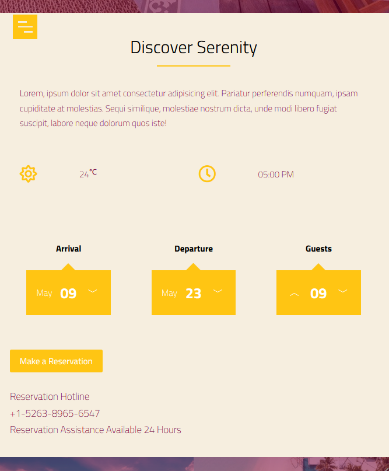 Discover Serenity
Lorem, ipsum dolor sit amet consectetur adipisicing elit. Pariatur perferendis numquam, ipsam
cupiditate at molestias. Sequi similique, molestiae nostrum dicta, unde modi libero fugiat
suscipit, labore neque dolorum quos iste!
24°C 05:00 PM
Arrival Departure Guests
May 09 May 23 09
Make a Reservation
Reservation Hotline
+1-5263-8965-6547
Reservation Assistance Available 24 Hours